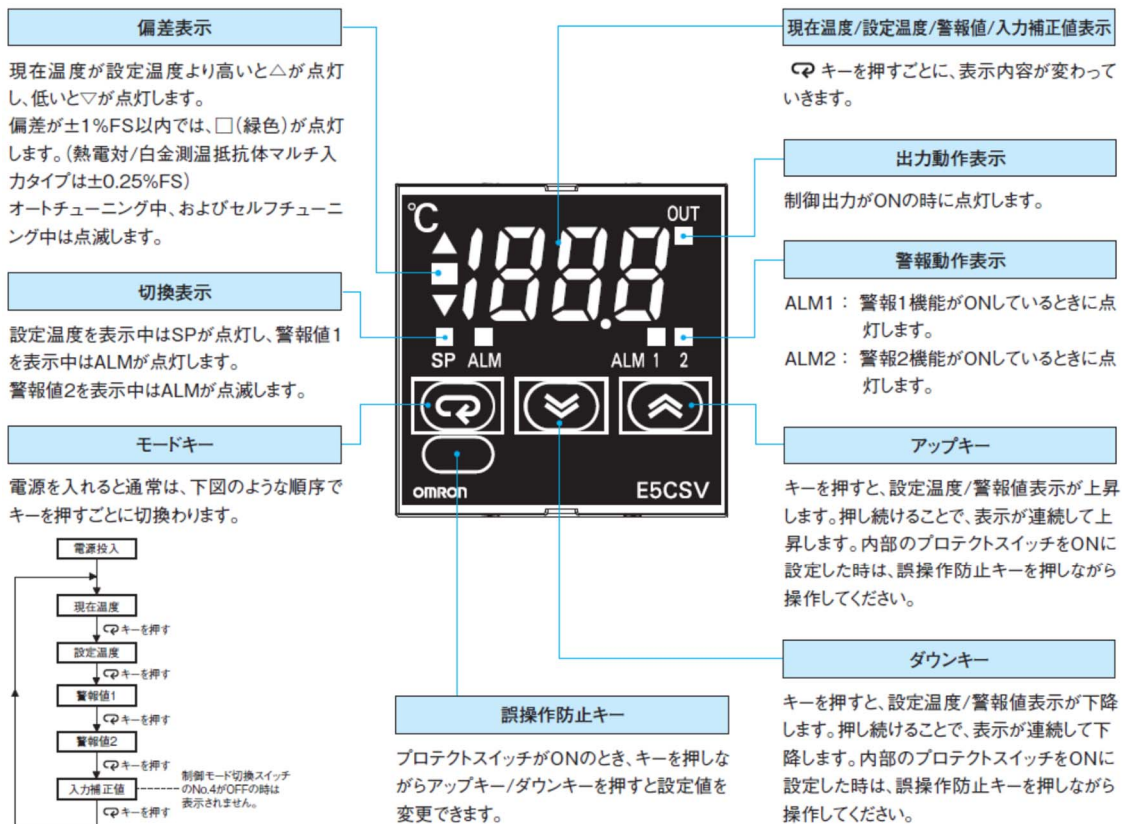 偏差表示
現在温度が設定温度より高いと△が点灯
し、低いと▽が点灯します。
偏差が±1%FS以内では、□(緑色)が点灯
します。(熱電対/白金測温抵抗体マルチ入
力タイプは±0.25%FS)
オートチューニング中、およびセルフチューニ
ング中は点滅します。
切換表示
設定温度を表示中はSPが点灯し、警報値1
を表示中はALMが点灯します。
警報値2を表示中はALMが点滅します。
モードキー
電源を入れると通常は、下図のような順序で
キーを押すごとに切換わります。
電源投入
現在温度
キーを押す
設定温度
キーを押す
警報値1
キーを押す
警報値2
キーを押す
入力補正値
制御モード切換スイッチ
のNo.4がOFFの時は
表示されません。
キーを押す
℃
OUT
188.8
SP ALM
ALM 1 2
omron
E5CSV
誤操作防止キー
プロテクトスイッチがONのとき、キーを押しな
がらアップキー/ダウンキーを押すと設定値を
変更できます。
現在温度/設定温度/警報値/入力補正値表示
キーを押すごとに、表示内容が変わって
いきます。
出力動作表示
制御出力がONの時に点灯します。
警報動作表示
ALM1: 警報1機能がONしているときに点
灯します。
ALM2: 警報2機能がONしているときに点
灯します。
アップキー
キーを押すと、設定温度/警報値表示が上昇
します。押し続けることで、表示が連続して上
昇します。内部のプロテクトスイッチをONに
設定した時は、誤操作防止キーを押しながら
操作してください。
ダウンキー
キーを押すと、設定温度/警報値表示が下降
します。押し続けることで、表示が連続して下
降します。内部のプロテクトスイッチをONに
設定した時は、誤操作防止キーを押しながら
操作してください。